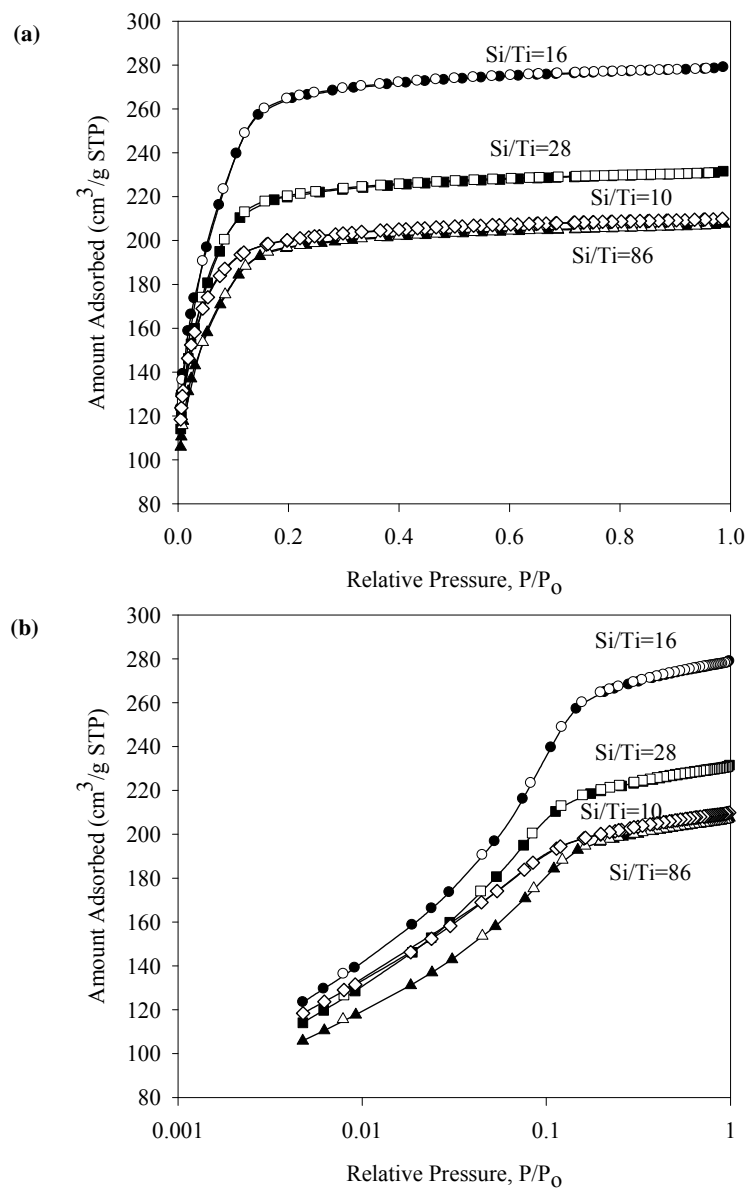 (a)
300
280
260
240
220
200
180
160
140
120
100
80
Amount Adsorbed (cm³/g STP)
Si/Ti=16
Si/Ti=28
Si/Ti=10
Si/Ti=86
0.0 0.2 0.4 0.6 0.8 1.0
Relative Pressure, P/Po
(b)
300
280
260
240
220
200
180
160
140
120
100
80
Amount Adsorbed (cm³/g STP)
Si/Ti=16
Si/Ti=28
Si/Ti=10
Si/Ti=86
0.001 0.01 0.1 1
Relative Pressure, P/Po